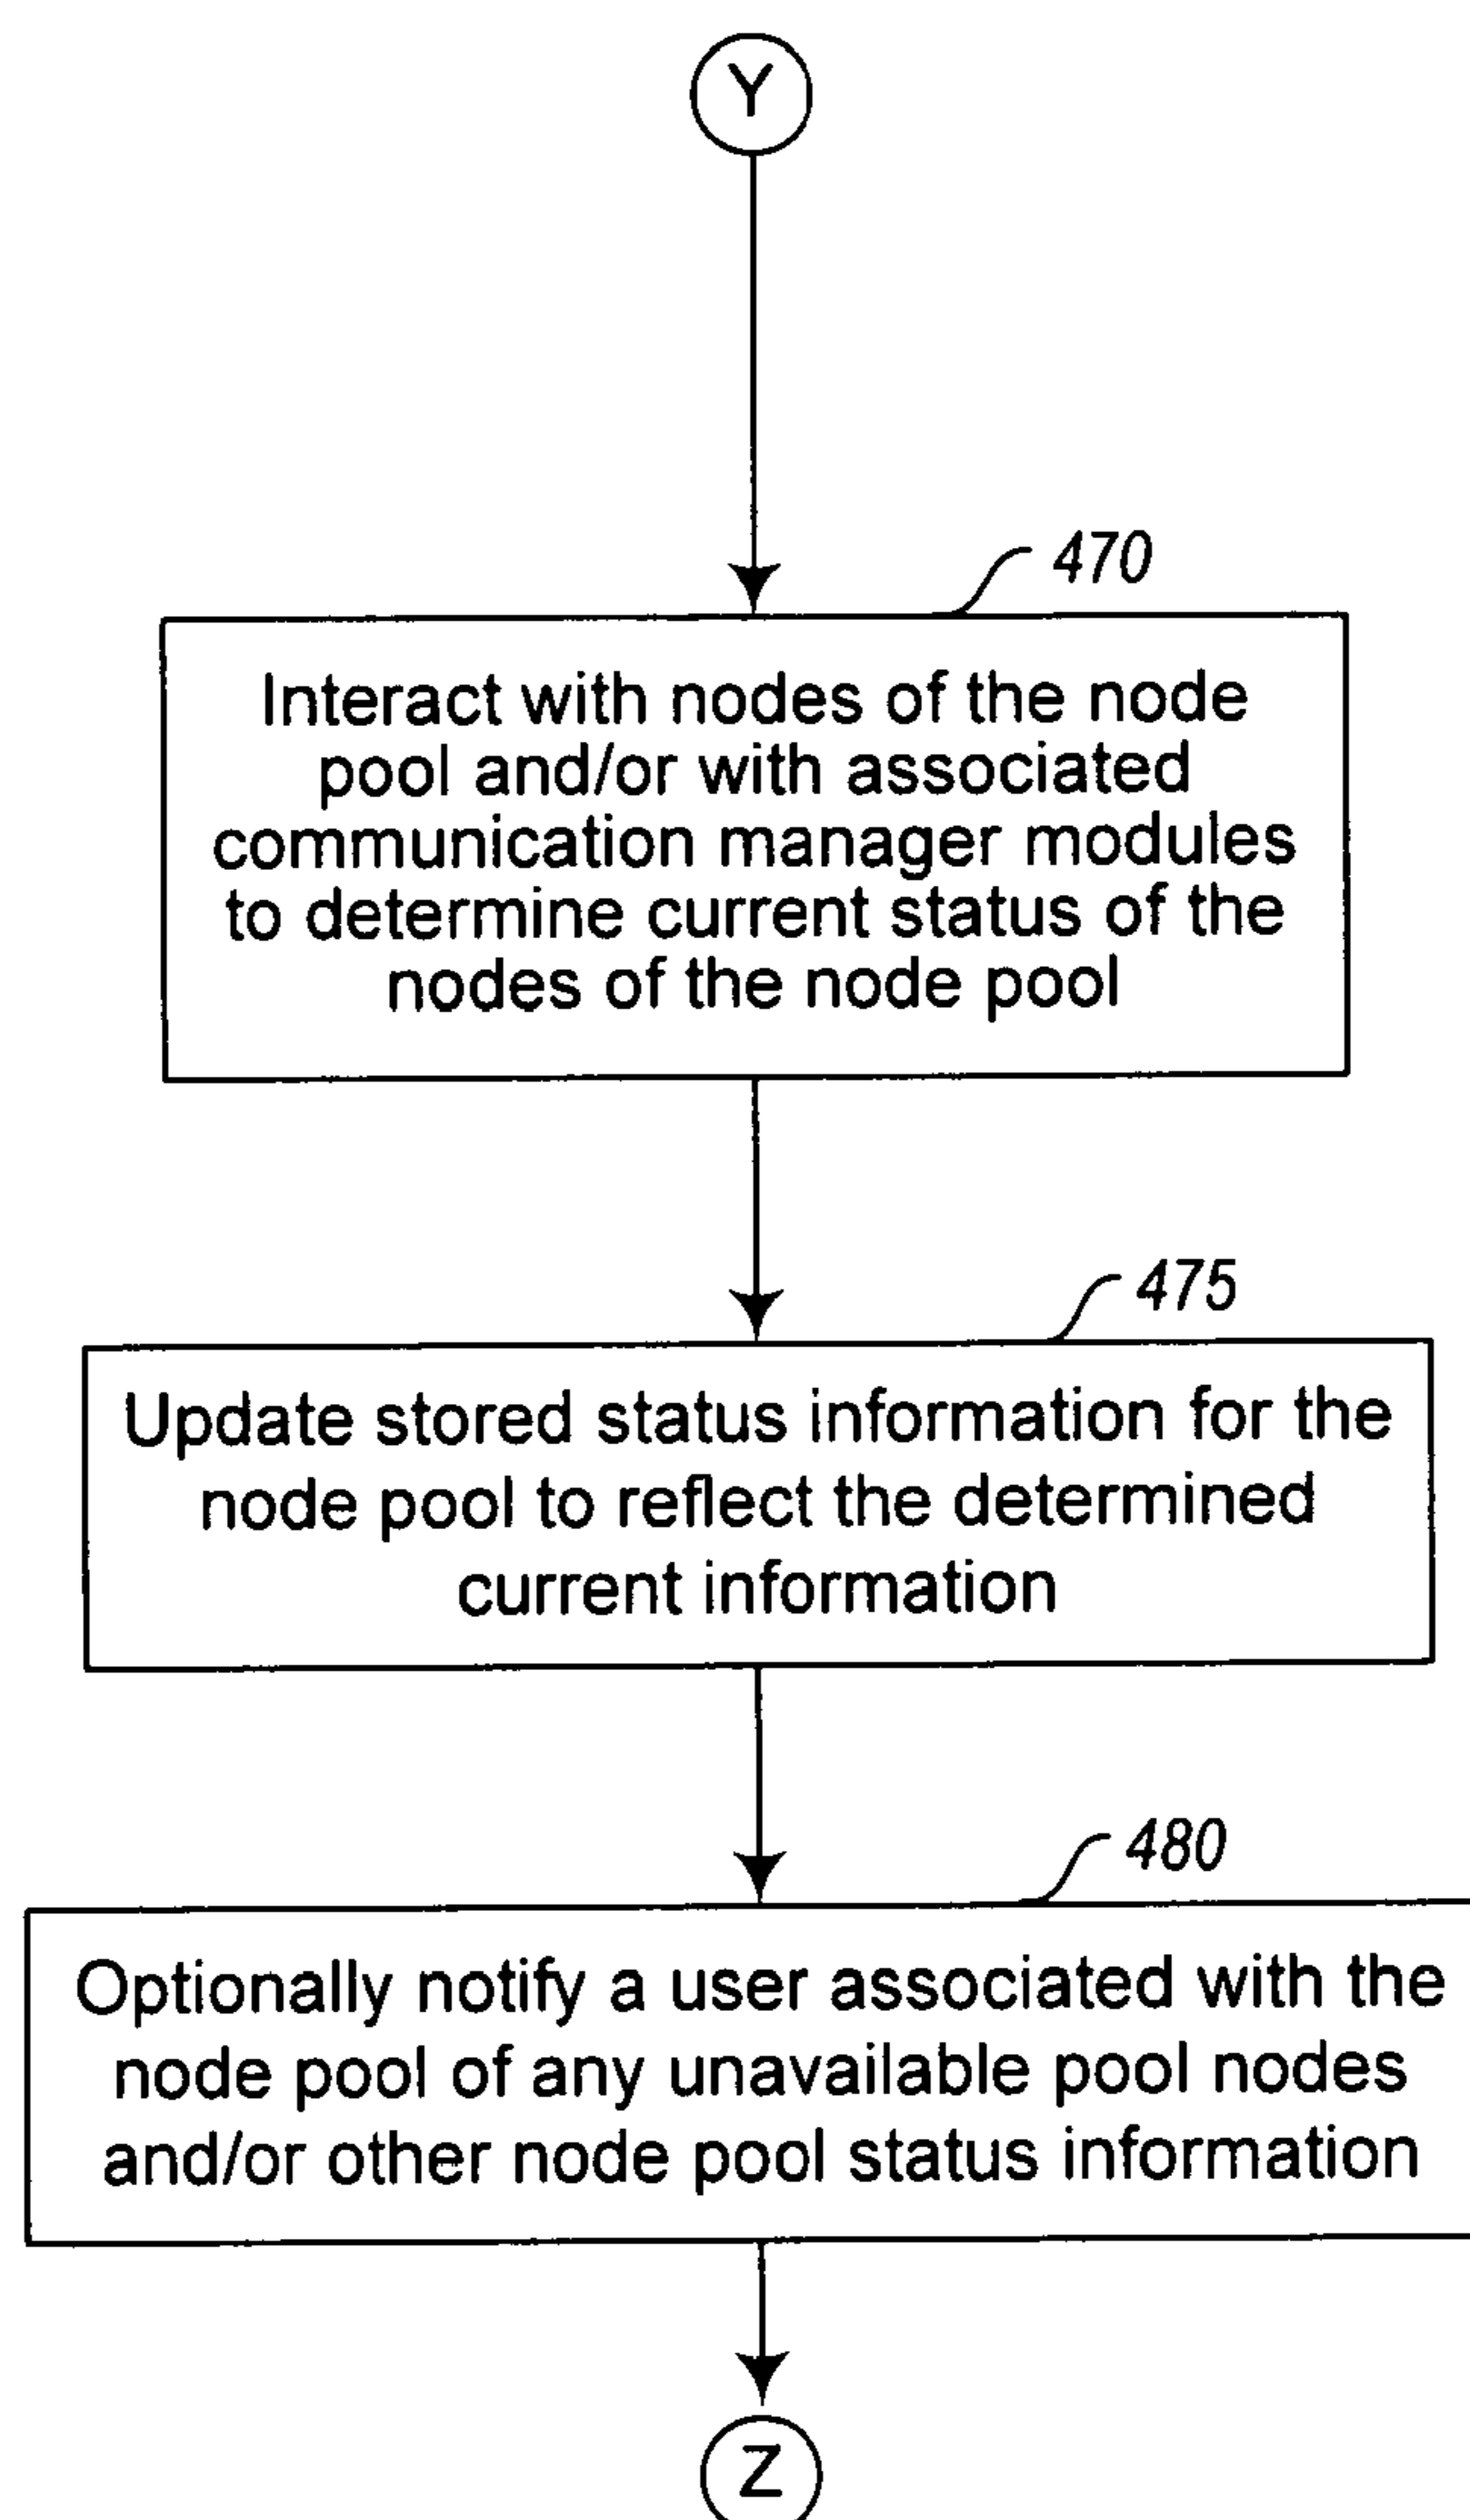 Y
470
Interact with nodes of the node
pool and/or with associated
communication manager modules
to determine current status of the
nodes of the node pool
475
Update stored status information for the
node pool to reflect the determined
current information
480
Optionally notify a user associated with the
node pool of any unavailable pool nodes
and/or other node pool status information
Z